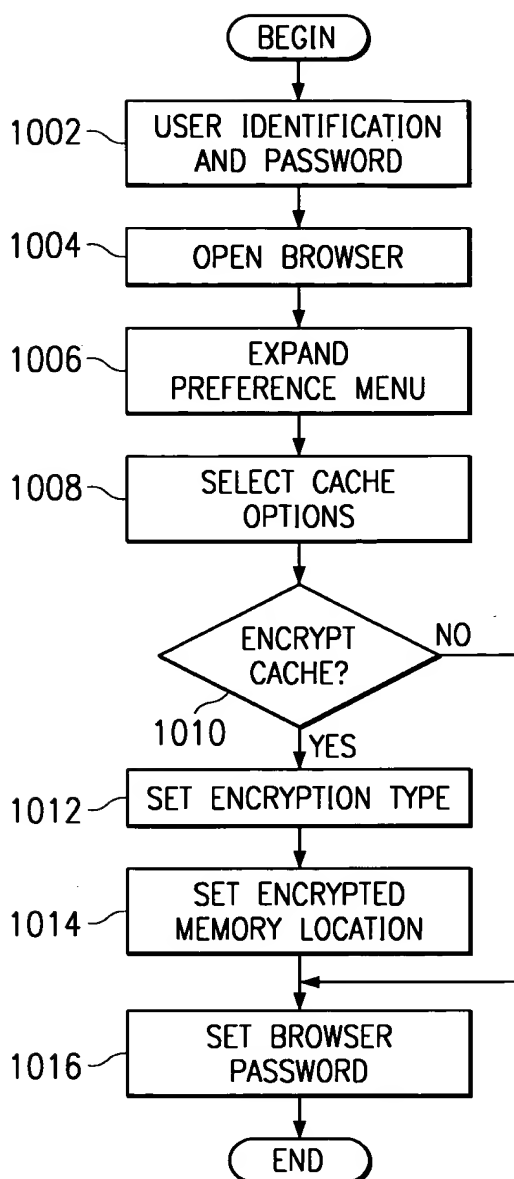 BEGIN
1002
USER IDENTIFICATION
AND PASSWORD
1004
OPEN BROWSER
1006
EXPAND
PREFERENCE MENU
1008
SELECT CACHE
OPTIONS
ENCRYPT
CACHE?
NO
1010
YES
1012
SET ENCRYPTION TYPE
1014
SET ENCRYPTED
MEMORY LOCATION
1016
SET BROWSER
PASSWORD
END